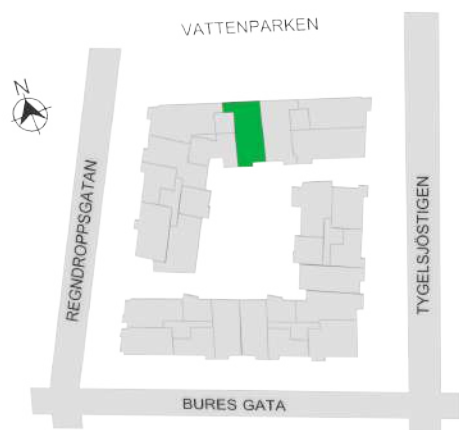 VATTENPARKEN
N
REGNDROPPSGATAN
TYGELSJÖSTIGEN
BURES GATA